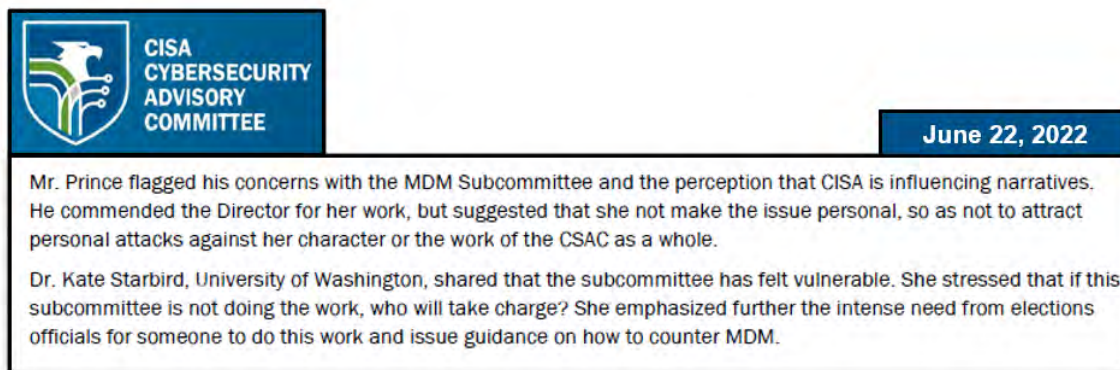 CISA
CYBERSECURITY
ADVISORY
COMMITTEE
June 22, 2022
Mr. Prince flagged his concerns with the MDM Subcommittee and the perception that CISA is influencing narratives.
He commended the Director for her work, but suggested that she not make the issue personal, so as not to attract
personal attacks against her character or the work of the CSAC as a whole.
Dr. Kate Starbird, University of Washington, shared that the subcommittee has felt vulnerable. She stressed that if this
subcommittee is not doing the work, who will take charge? She emphasized further the intense need from elections
officials for someone to do this work and issue guidance on how to counter MDM.